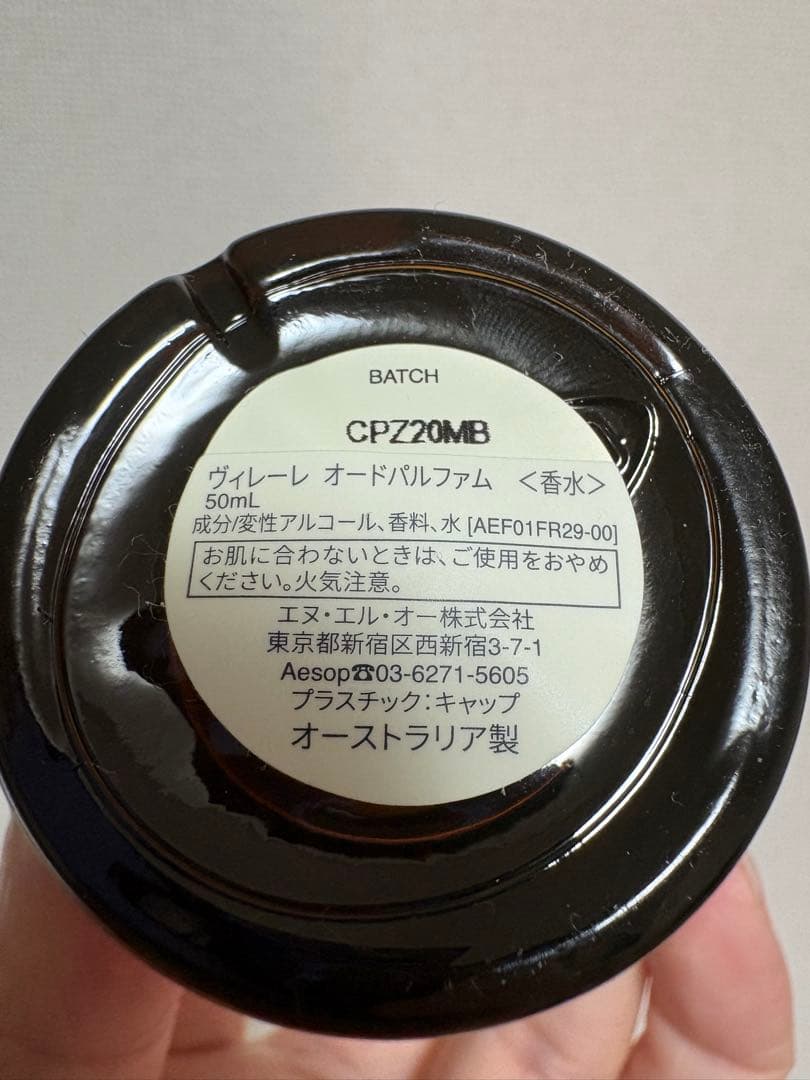 BATCH
CPZ20MB
ヴィレーレ オードパルファム <香水>
50mL
成分/変性アルコール、香料、水 [AEF01FR29-00]
お肌に合わないときは、ご使用をおやめ
ください。火気注意。
エヌ・エル・オー株式会社
東京都新宿区西新宿3-7-1
Aesop☎03-6271-5605
プラスチック:キャップ
オーストラリア製